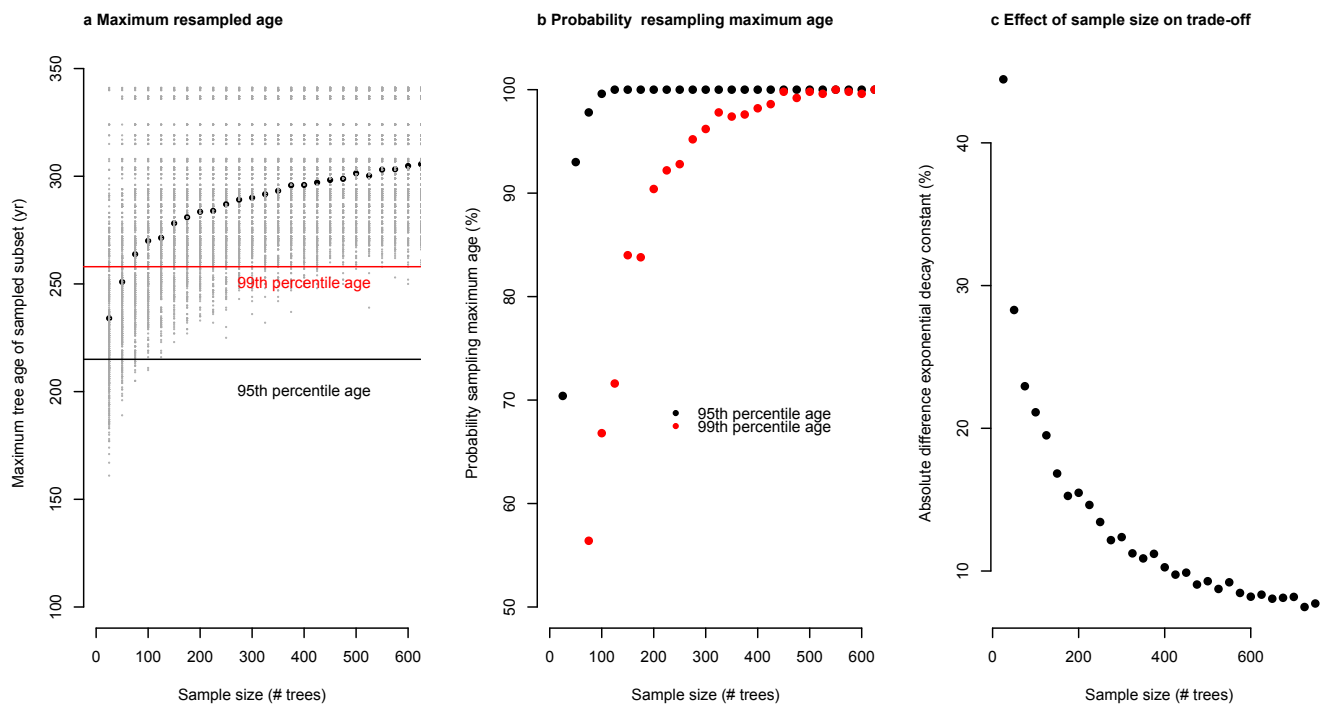 a Maximum resampled age
Maximum tree age of sampled subset (yr)
350
300
250
200
150
100
99th percentile age
95th percentile age
0 100 200 300 400 500 600
Sample size (# trees)
b Probability resampling maximum age
Probability sampling maximum age (%)
100
90
80
70
60
50
95th percentile age
99th percentile age
0 100 200 300 400 500 600
Sample size (# trees)
c Effect of sample size on trade-off
Absolute difference exponential decay constant (%)
40
30
20
10
0 200 400 600
Sample size (# trees)